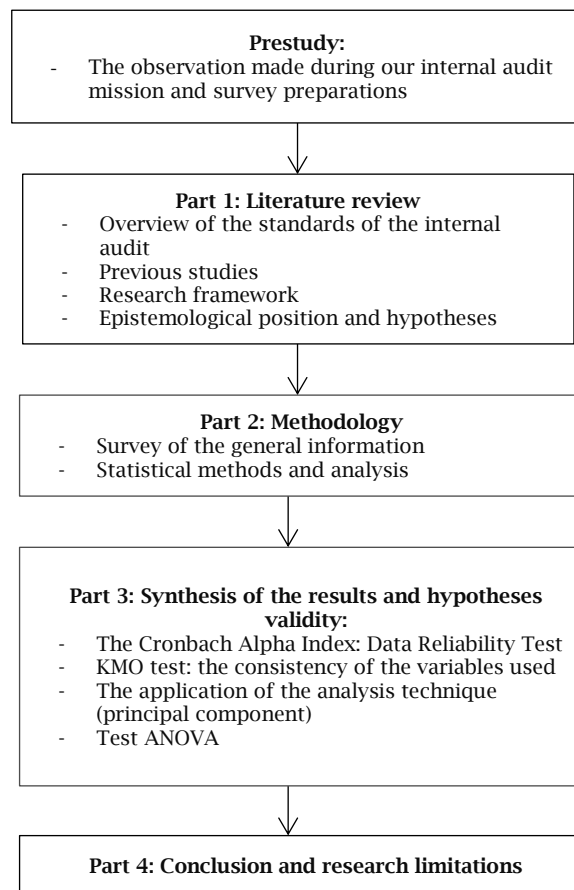 Prestudy:
- The observation made during our internal audit
mission and survey preparations
Part 1: Literature review
- Overview of the standards of the internal
audit
- Previous studies
- Research framework
- Epistemological position and hypotheses
Part 2: Methodology
- Survey of the general information
- Statistical methods and analysis
Part 3: Synthesis of the results and hypotheses
validity:
- The Cronbach Alpha Index: Data Reliability Test
- KMO test: the consistency of the variables used
- The application of the analysis technique
(principal component)
- Test ANOVA
Part 4: Conclusion and research limitations